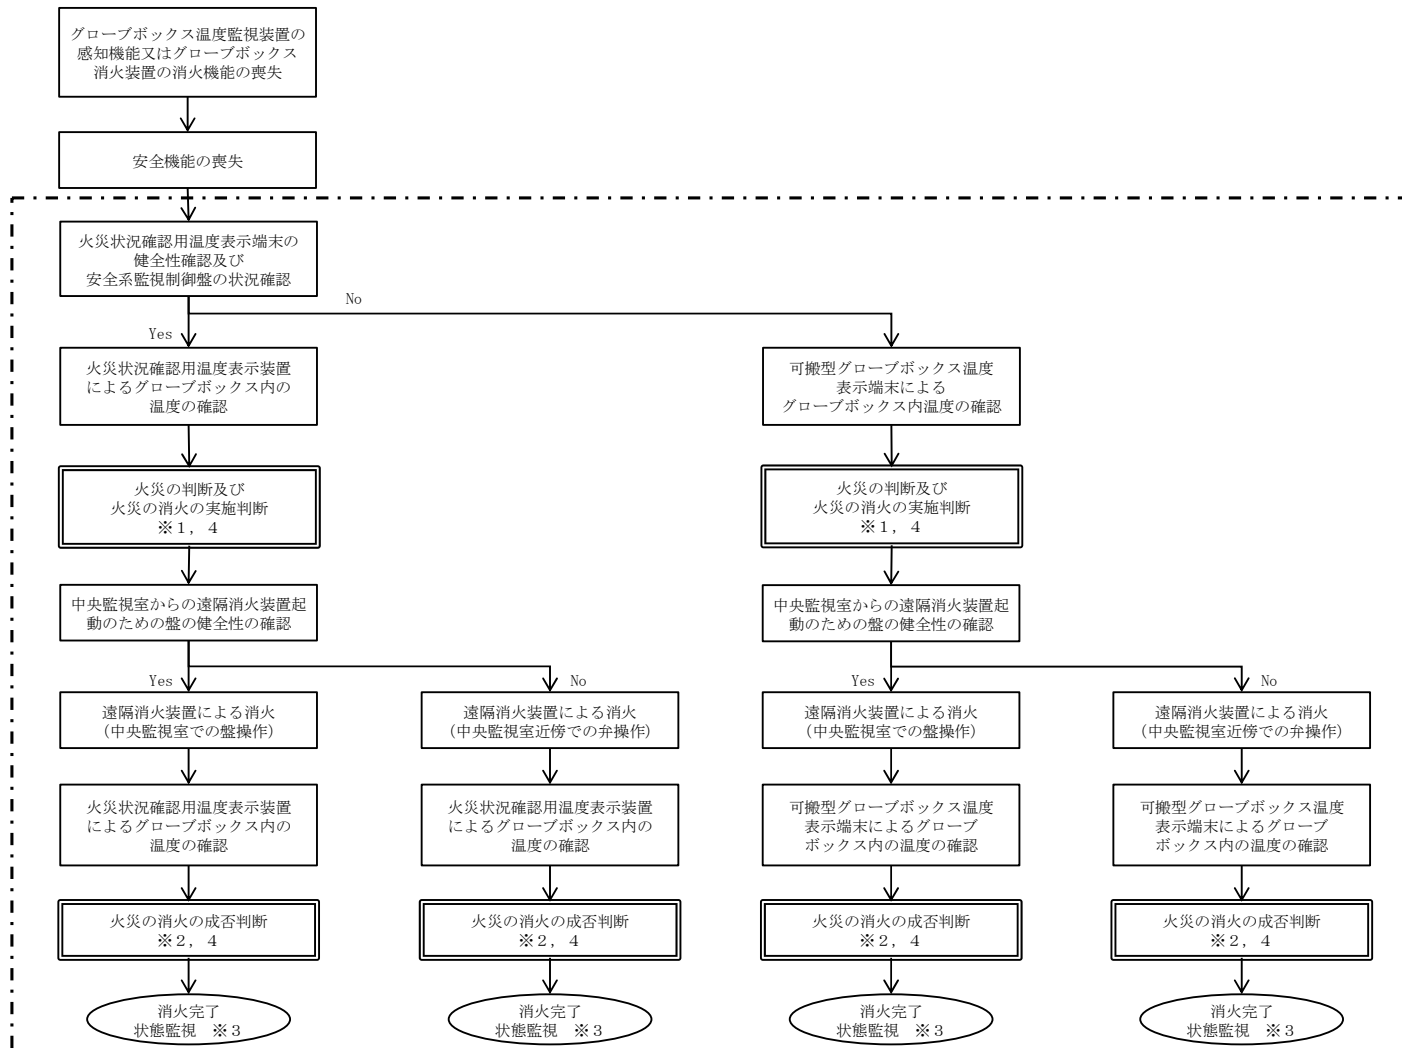 グローブボックス温度監視装置の
感知機能又はグローブボックス
消火装置の消火機能の喪失
安全機能の喪失
火災状況確認用温度表示端末の
健全性確認及び
安全系監視制御盤の状況確認
No
Yes
火災状況確認用温度表示装置
によるグローブボックス内の
温度の確認
可搬型グローブボックス温度
表示端末による
グローブボックス内温度の確認
火災の判断及び
火災の消火の実施判断
※1, 4
火災の判断及び
火災の消火の実施判断
※1, 4
中央監視室からの遠隔消火装置起
動のための盤の健全性の確認
中央監視室からの遠隔消火装置起
動のための盤の健全性の確認
Yes
No
Yes
No
遠隔消火装置による消火
(中央監視室での盤操作)
遠隔消火装置による消火
(中央監視室近傍での弁操作)
遠隔消火装置による消火
(中央監視室での盤操作)
遠隔消火装置による消火
(中央監視室近傍での弁操作)
火災状況確認用温度表示装置
によるグローブボックス内の
温度の確認
火災状況確認用温度表示装置
によるグローブボックス内の
温度の確認
可搬型グローブボックス温度
表示端末によるグローブ
ボックス内の温度の確認
可搬型グローブボックス温度
表示端末によるグローブ
ボックス内の温度の確認
火災の消火の成否判断
※2, 4
火災の消火の成否判断
※2, 4
火災の消火の成否判断
※2, 4
火災の消火の成否判断
※2, 4
消火完了
状態監視 ※3
消火完了
状態監視 ※3
消火完了
状態監視 ※3
消火完了
状態監視 ※3